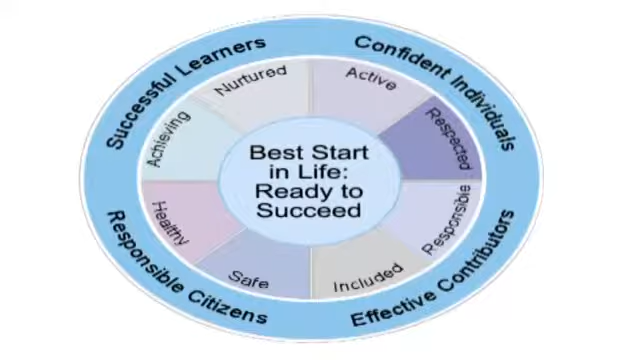 Successful Learners
Confident Individuals
Nurtured
Active
Achieving
Respected
Best Start
in Life:
Ready to
Succeed
Healthy
Responsible
Safe
Included
Responsible Citizens
Effective Contributors